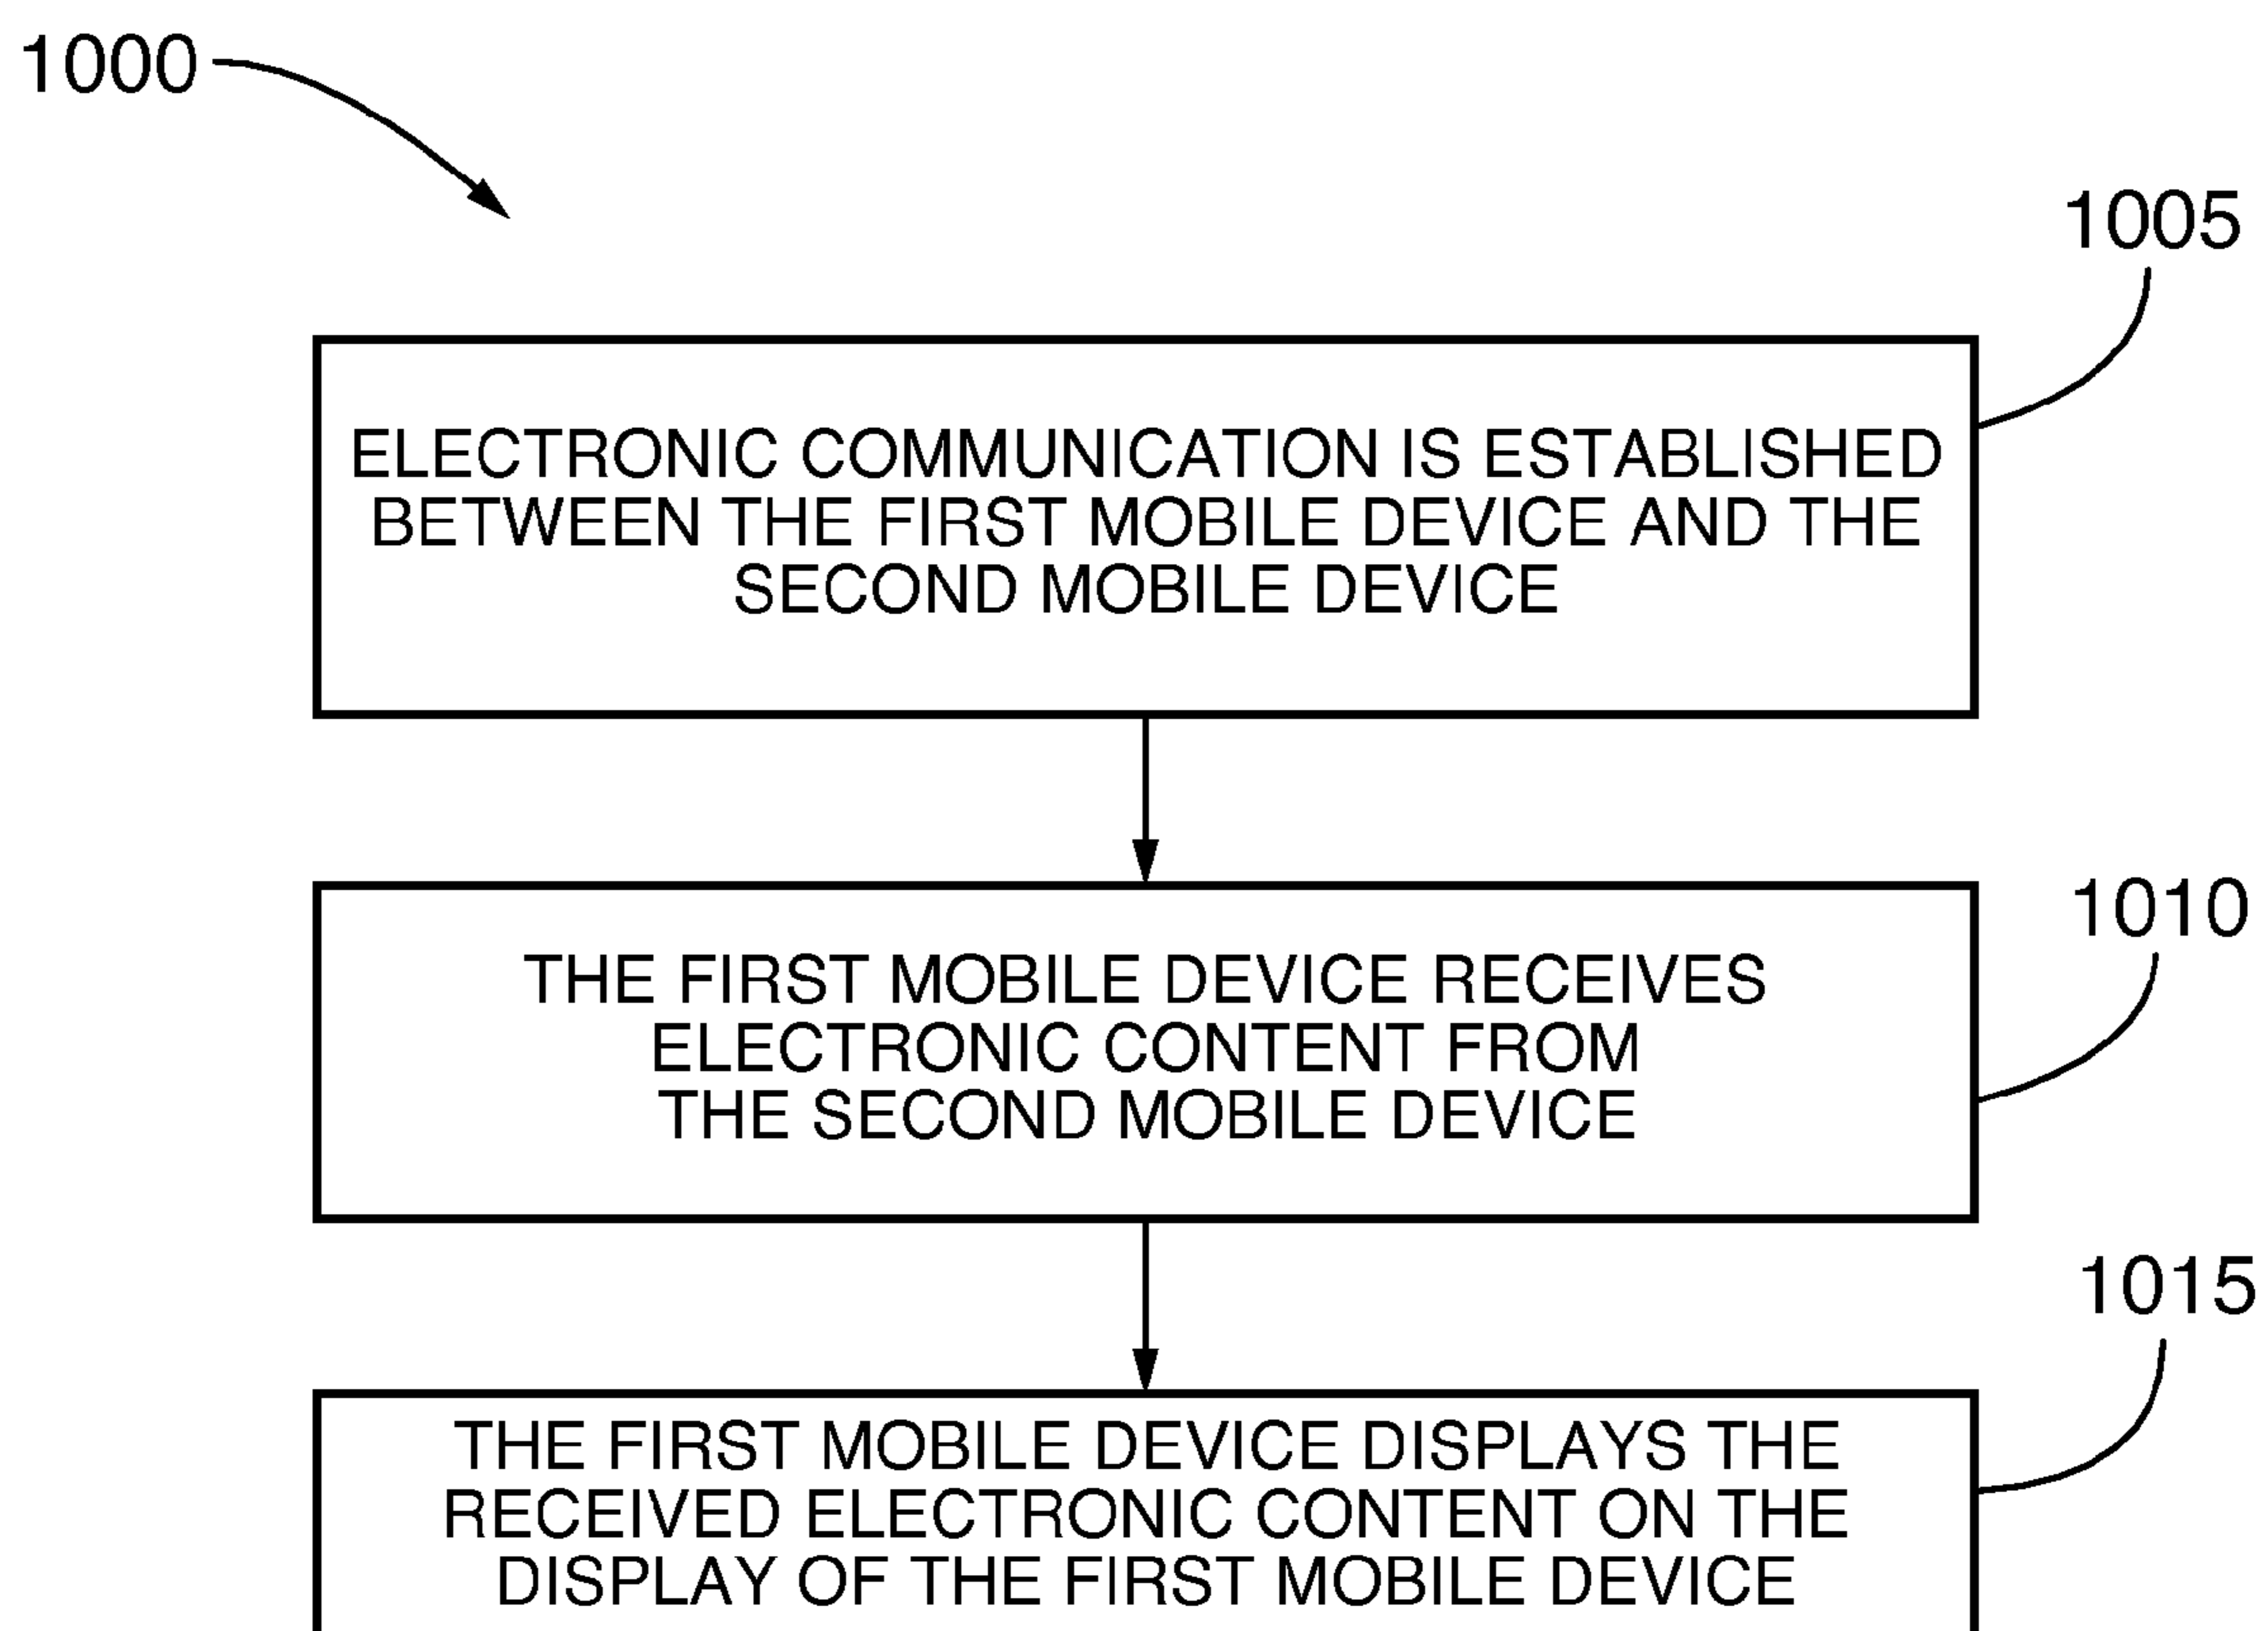 1000
1005
ELECTRONIC COMMUNICATION IS ESTABLISHED
BETWEEN THE FIRST MOBILE DEVICE AND THE
SECOND MOBILE DEVICE
1010
THE FIRST MOBILE DEVICE RECEIVES
ELECTRONIC CONTENT FROM
THE SECOND MOBILE DEVICE
1015
THE FIRST MOBILE DEVICE DISPLAYS THE
RECEIVED ELECTRONIC CONTENT ON THE
DISPLAY OF THE FIRST MOBILE DEVICE